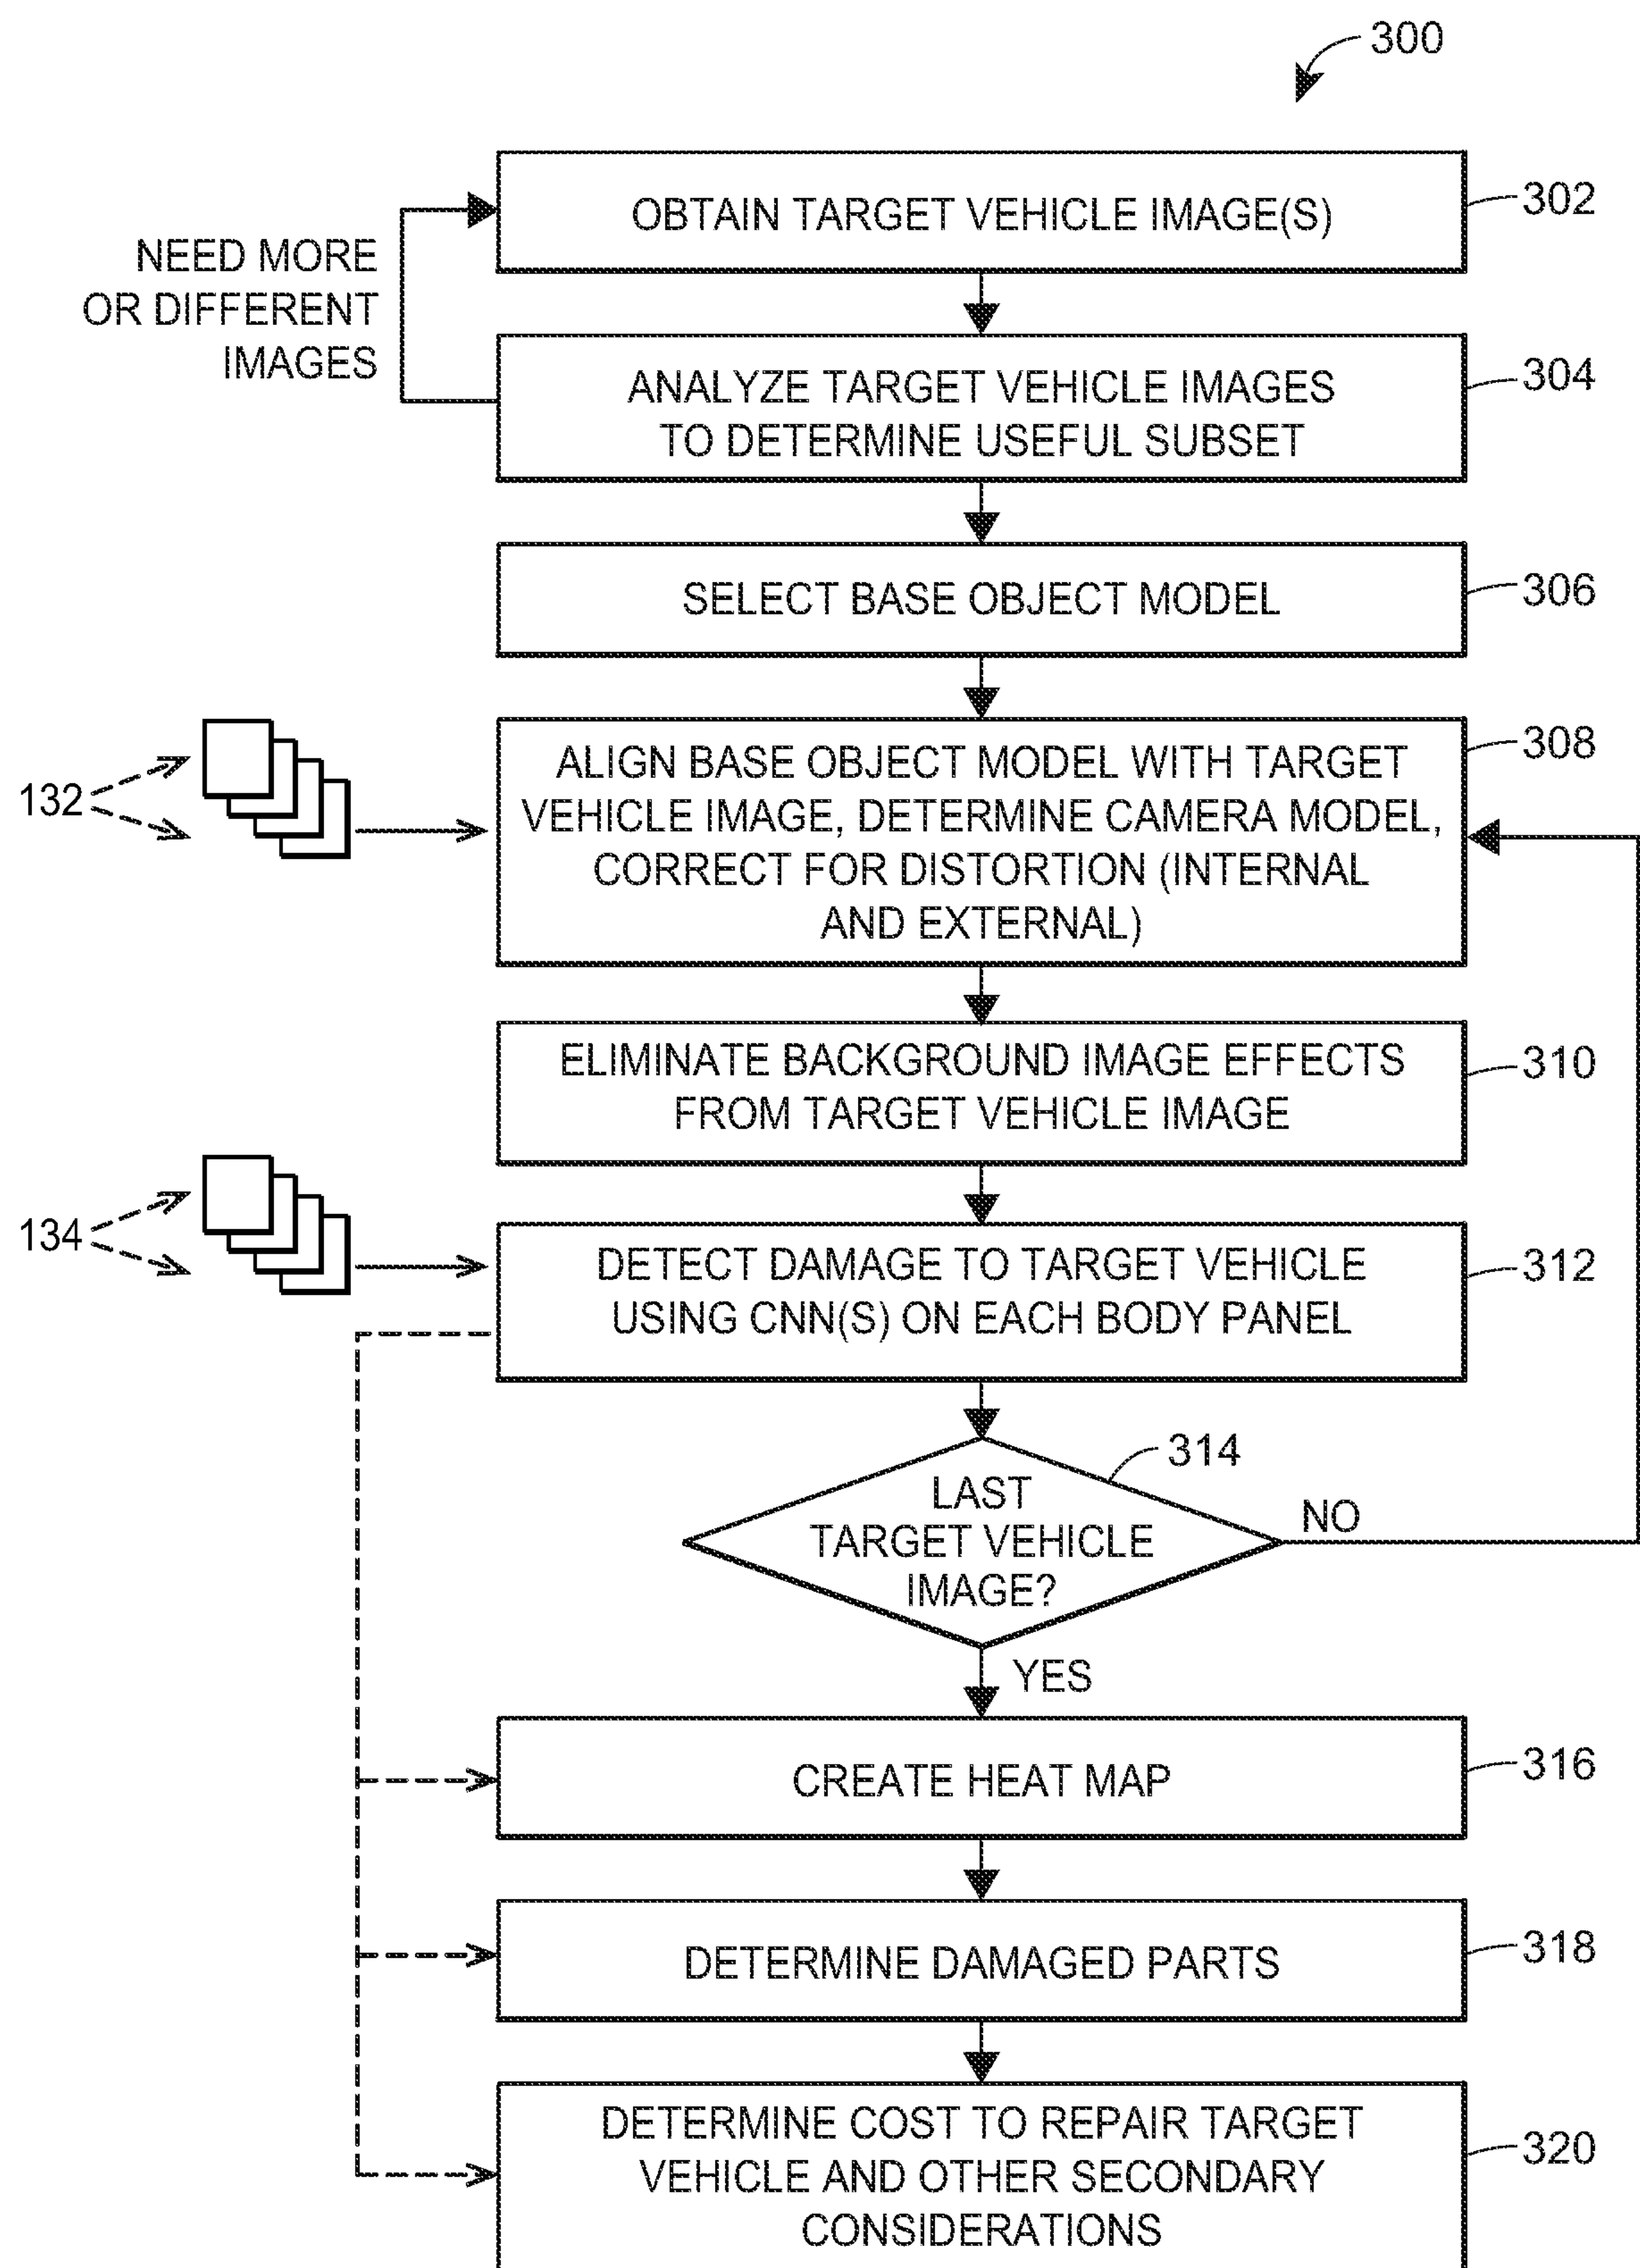 300
OBTAIN TARGET VEHICLE IMAGE(S)
302
NEED MORE
OR DIFFERENT
IMAGES
ANALYZE TARGET VEHICLE IMAGES
TO DETERMINE USEFUL SUBSET
304
SELECT BASE OBJECT MODEL
306
132
ALIGN BASE OBJECT MODEL WITH TARGET
VEHICLE IMAGE, DETERMINE CAMERA MODEL,
CORRECT FOR DISTORTION (INTERNAL
AND EXTERNAL)
308
ELIMINATE BACKGROUND IMAGE EFFECTS
FROM TARGET VEHICLE IMAGE
310
134
DETECT DAMAGE TO TARGET VEHICLE
USING CNN(S) ON EACH BODY PANEL
312
LAST
TARGET VEHICLE
IMAGE?
314
NO
YES
CREATE HEAT MAP
316
DETERMINE DAMAGED PARTS
318
DETERMINE COST TO REPAIR TARGET
VEHICLE AND OTHER SECONDARY
CONSIDERATIONS
320